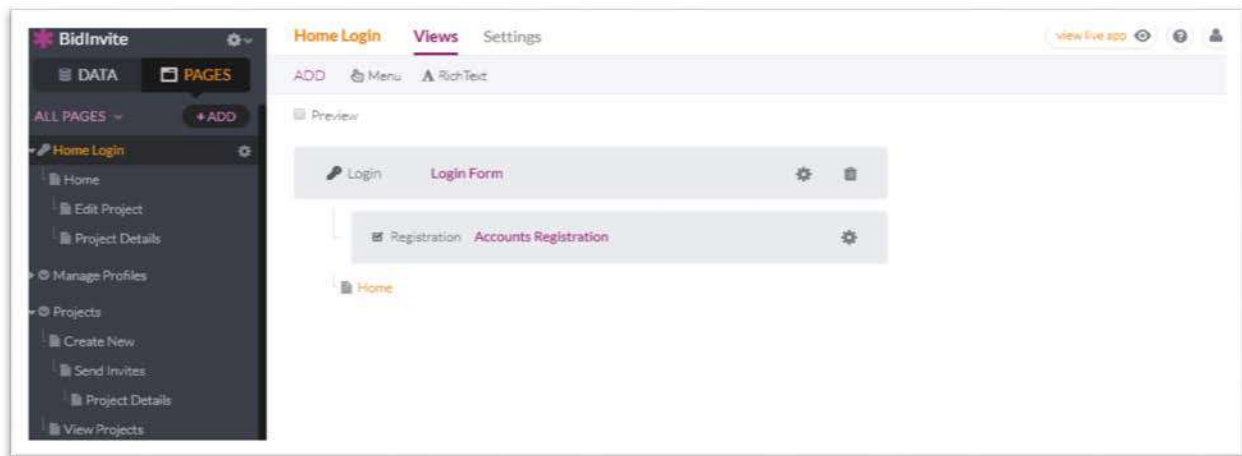 BidInvite
DATA PAGES
ALL PAGES +ADD
Home Login
Home
Edit Project
Project Details
Manage Profiles
Projects
Create New
Send Invites
Project Details
View Projects
Home Login Views Settings view live app
ADD Menu A RichText
Preview
Login Login Form
Registration Accounts Registration
Home